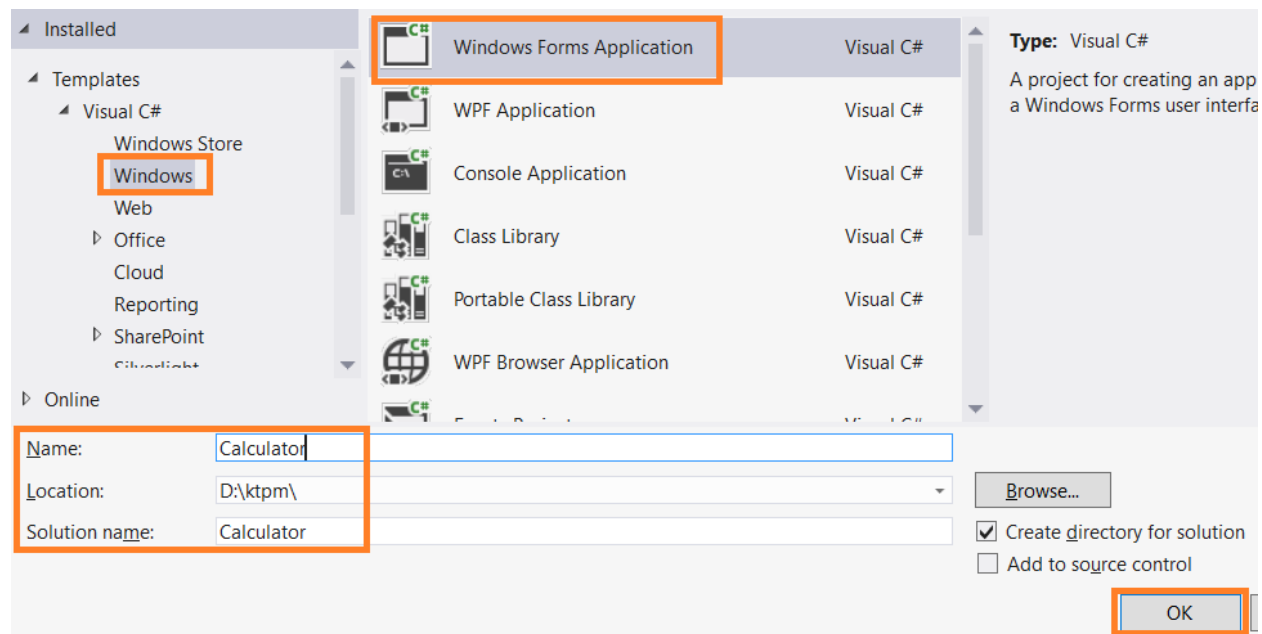 Installed
Templates
Visual C#
Windows Store
Windows
Web
Office
Cloud
Reporting
SharePoint
Online
Windows Forms Application Visual C#
WPF Application Visual C#
Console Application Visual C#
Class Library Visual C#
Portable Class Library Visual C#
WPF Browser Application Visual C#
Type: Visual C#
A project for creating an app
a Windows Forms user interfa
Name: Calculator
Location: D:\ktpm\
Browse...
Solution name: Calculator
Create directory for solution
Add to source control
OK